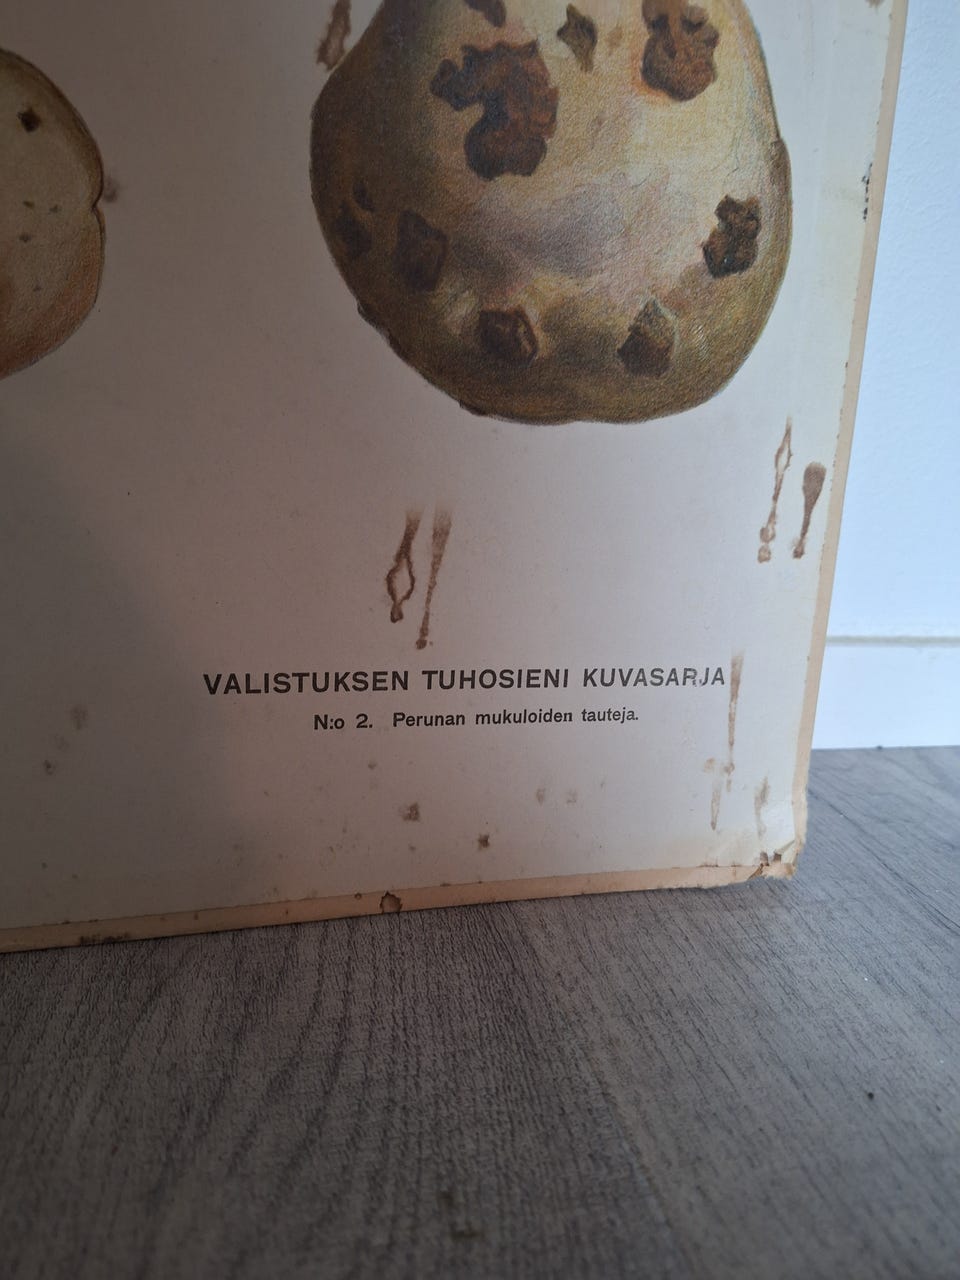 VALISTUKSEN TUHOSIENI KUVASARJA
N:o 2. Perunan mukuloiden tauteja.